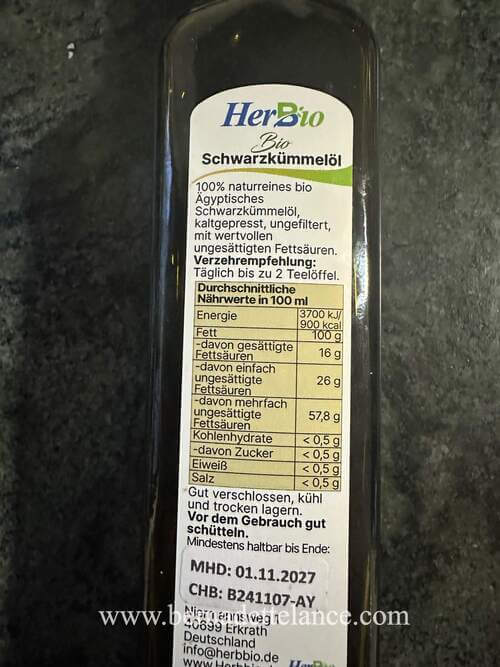 HerBio
Bio
Schwarzkümmelöl
100% naturreines bio
Ägyptisches
Schwarzkümmelöl,
kaltgepresst, ungefiltert,
mit wertvollen
ungesättigten Fettsäuren.
Verzehrempfehlung:
Täglich bis zu 2 Teelöffel.
Durchschnittliche
Nährwerte in 100 ml
Energie 3700 kJ/
900 kcal
Fett 100 g
-davon gesättigte
Fettsäuren 16 g
-davon einfach
ungesättigte 26 g
Fettsäuren
-davon mehrfach
ungesättigte 57,8 g
Fettsäuren
Kohlenhydrate < 0,5 g
-davon Zucker < 0,5 g
Eiweiß < 0,5 g
Salz < 0,5 g
Gut verschlossen, kühl
und trocken lagern.
Vor dem Gebrauch gut
schütteln.
Mindestens haltbar bis Ende:
MHD: 01.11.2027
CHB: B241107-AY
www.bernadettelance.com
40699 Erkrath
Deutschland
info@herbbio.de
HerBio